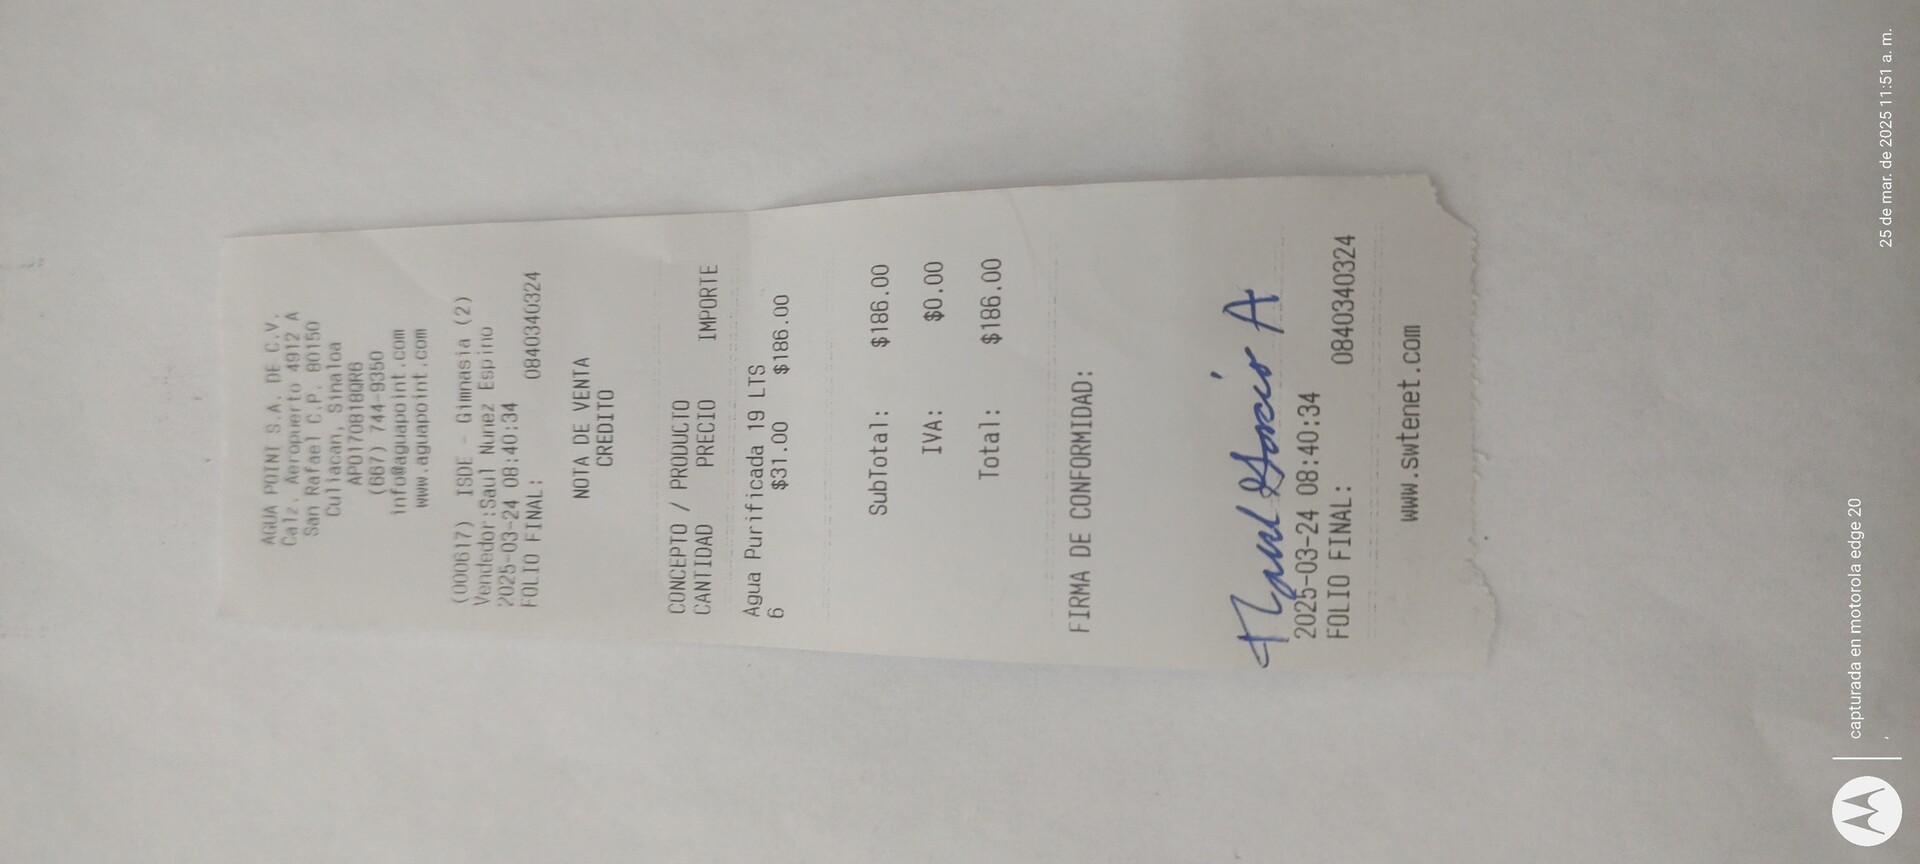 AGUA POINT S.A. DE C.V.
Calz. Aeropuerto 4912 A
San Rafael C.P. 80150
Culiacan, Sinaloa
APO170818QR6
(667) 744-9350
info@aguapoint.com
www.aguapoint.com
(000617) ISDE - Gimnasia (2)
Vendedor:Saul Nunez Espino
2025-03-24 08:40:34
FOLIO FINAL: 0840340324
NOTA DE VENTA
CREDITO
CONCEPTO / PRODUCTO
CANTIDAD PRECIO IMPORTE
Agua Purificada 19 LTS
6 $31.00 $186.00
SubTotal: $186.00
IVA: $0.00
Total: $186.00
FIRMA DE CONFORMIDAD:
A
2025-03-24 08:40:34
FOLIO FINAL: 0840340324
www.swtenet.com
capturada en motorola edge 20
25 de mar. de 2025 11:51 a. m.